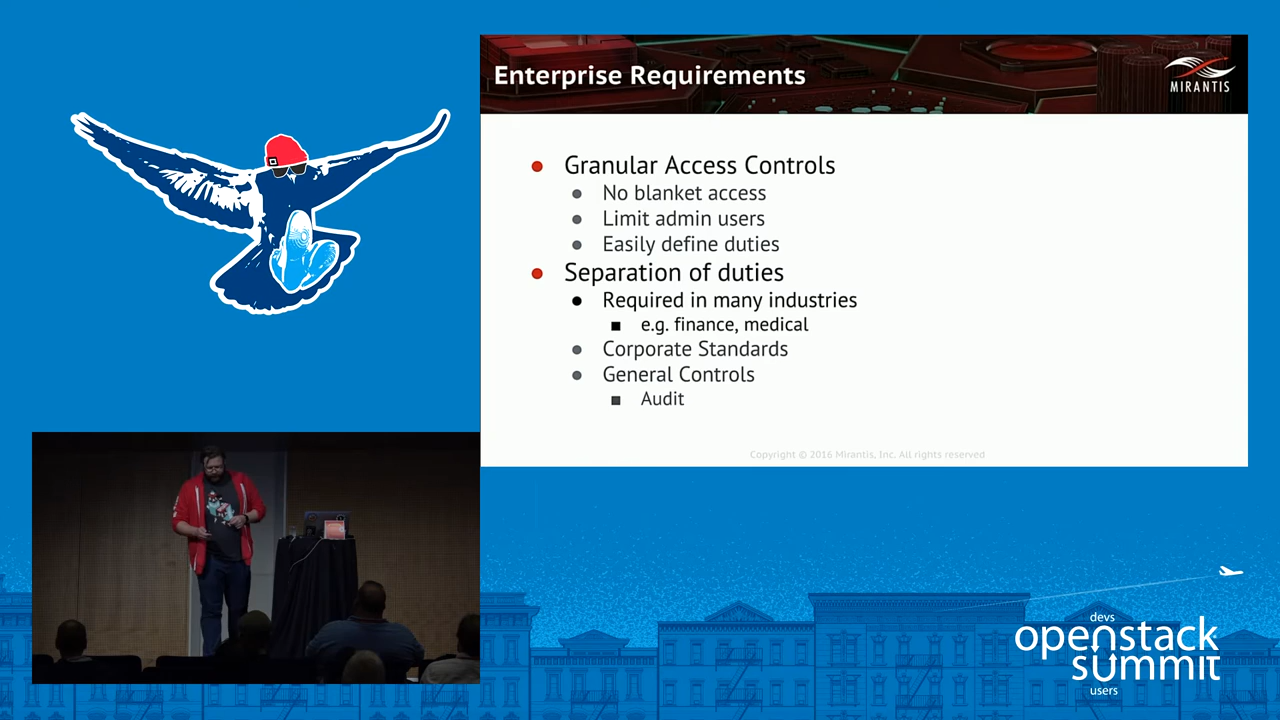 Enterprise Requirements
MIRANTIS
Granular Access Controls
No blanket access
Limit admin users
Easily define duties
Separation of duties
Required in many industries
e.g. finance, medical
Corporate Standards
General Controls
Audit
Copyright © 2016 Mirantis, Inc. All rights reserved
devs
openstack
summit
users